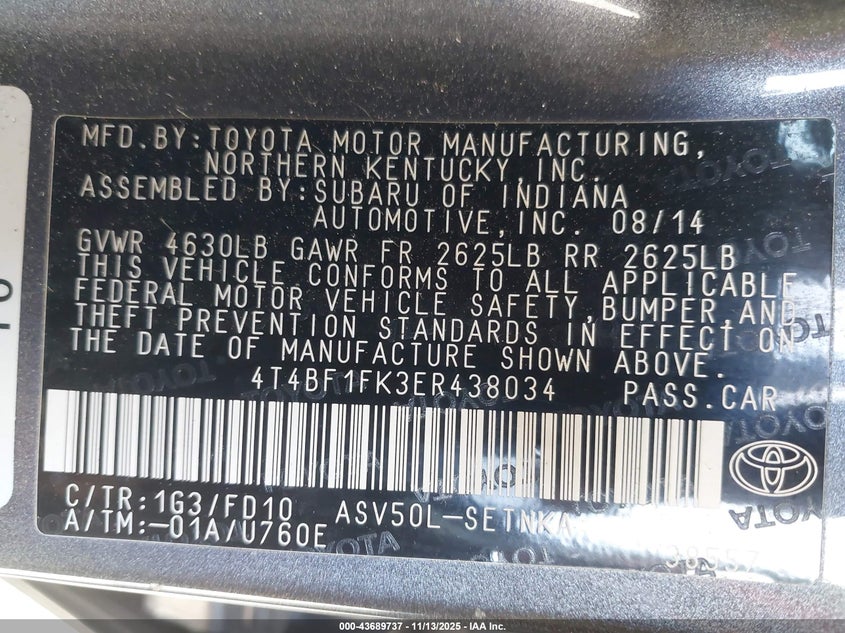 MFD.BY:TOYOTA MOTOR MANUFACTURING,
NORTHERN KENTUCKY,INC.
ASSEMBLED BY:SUBARU OF INDIANA
AUTOMOTIVE,INC. 08/14
GVWR 4630LB GAWR FR 2625LB RR 2625LB
THIS VEHICLE CONFORMS TO ALL APPLICABLE
FEDERAL MOTOR VEHICLE SAFETY,BUMPER AND
THEFT PREVENTION STANDARDS IN EFFECT ON
THE DATE OF MANUFACTURE SHOWN ABOVE.
4T4BF1FK3ER438034 PASS.CAR
C/TR:1G3/FD10 ASV50L-SETNKA
A/TM:-01A/U760E
TOYOTA
000-43689737 - 11/13/2025 - IAA Inc.